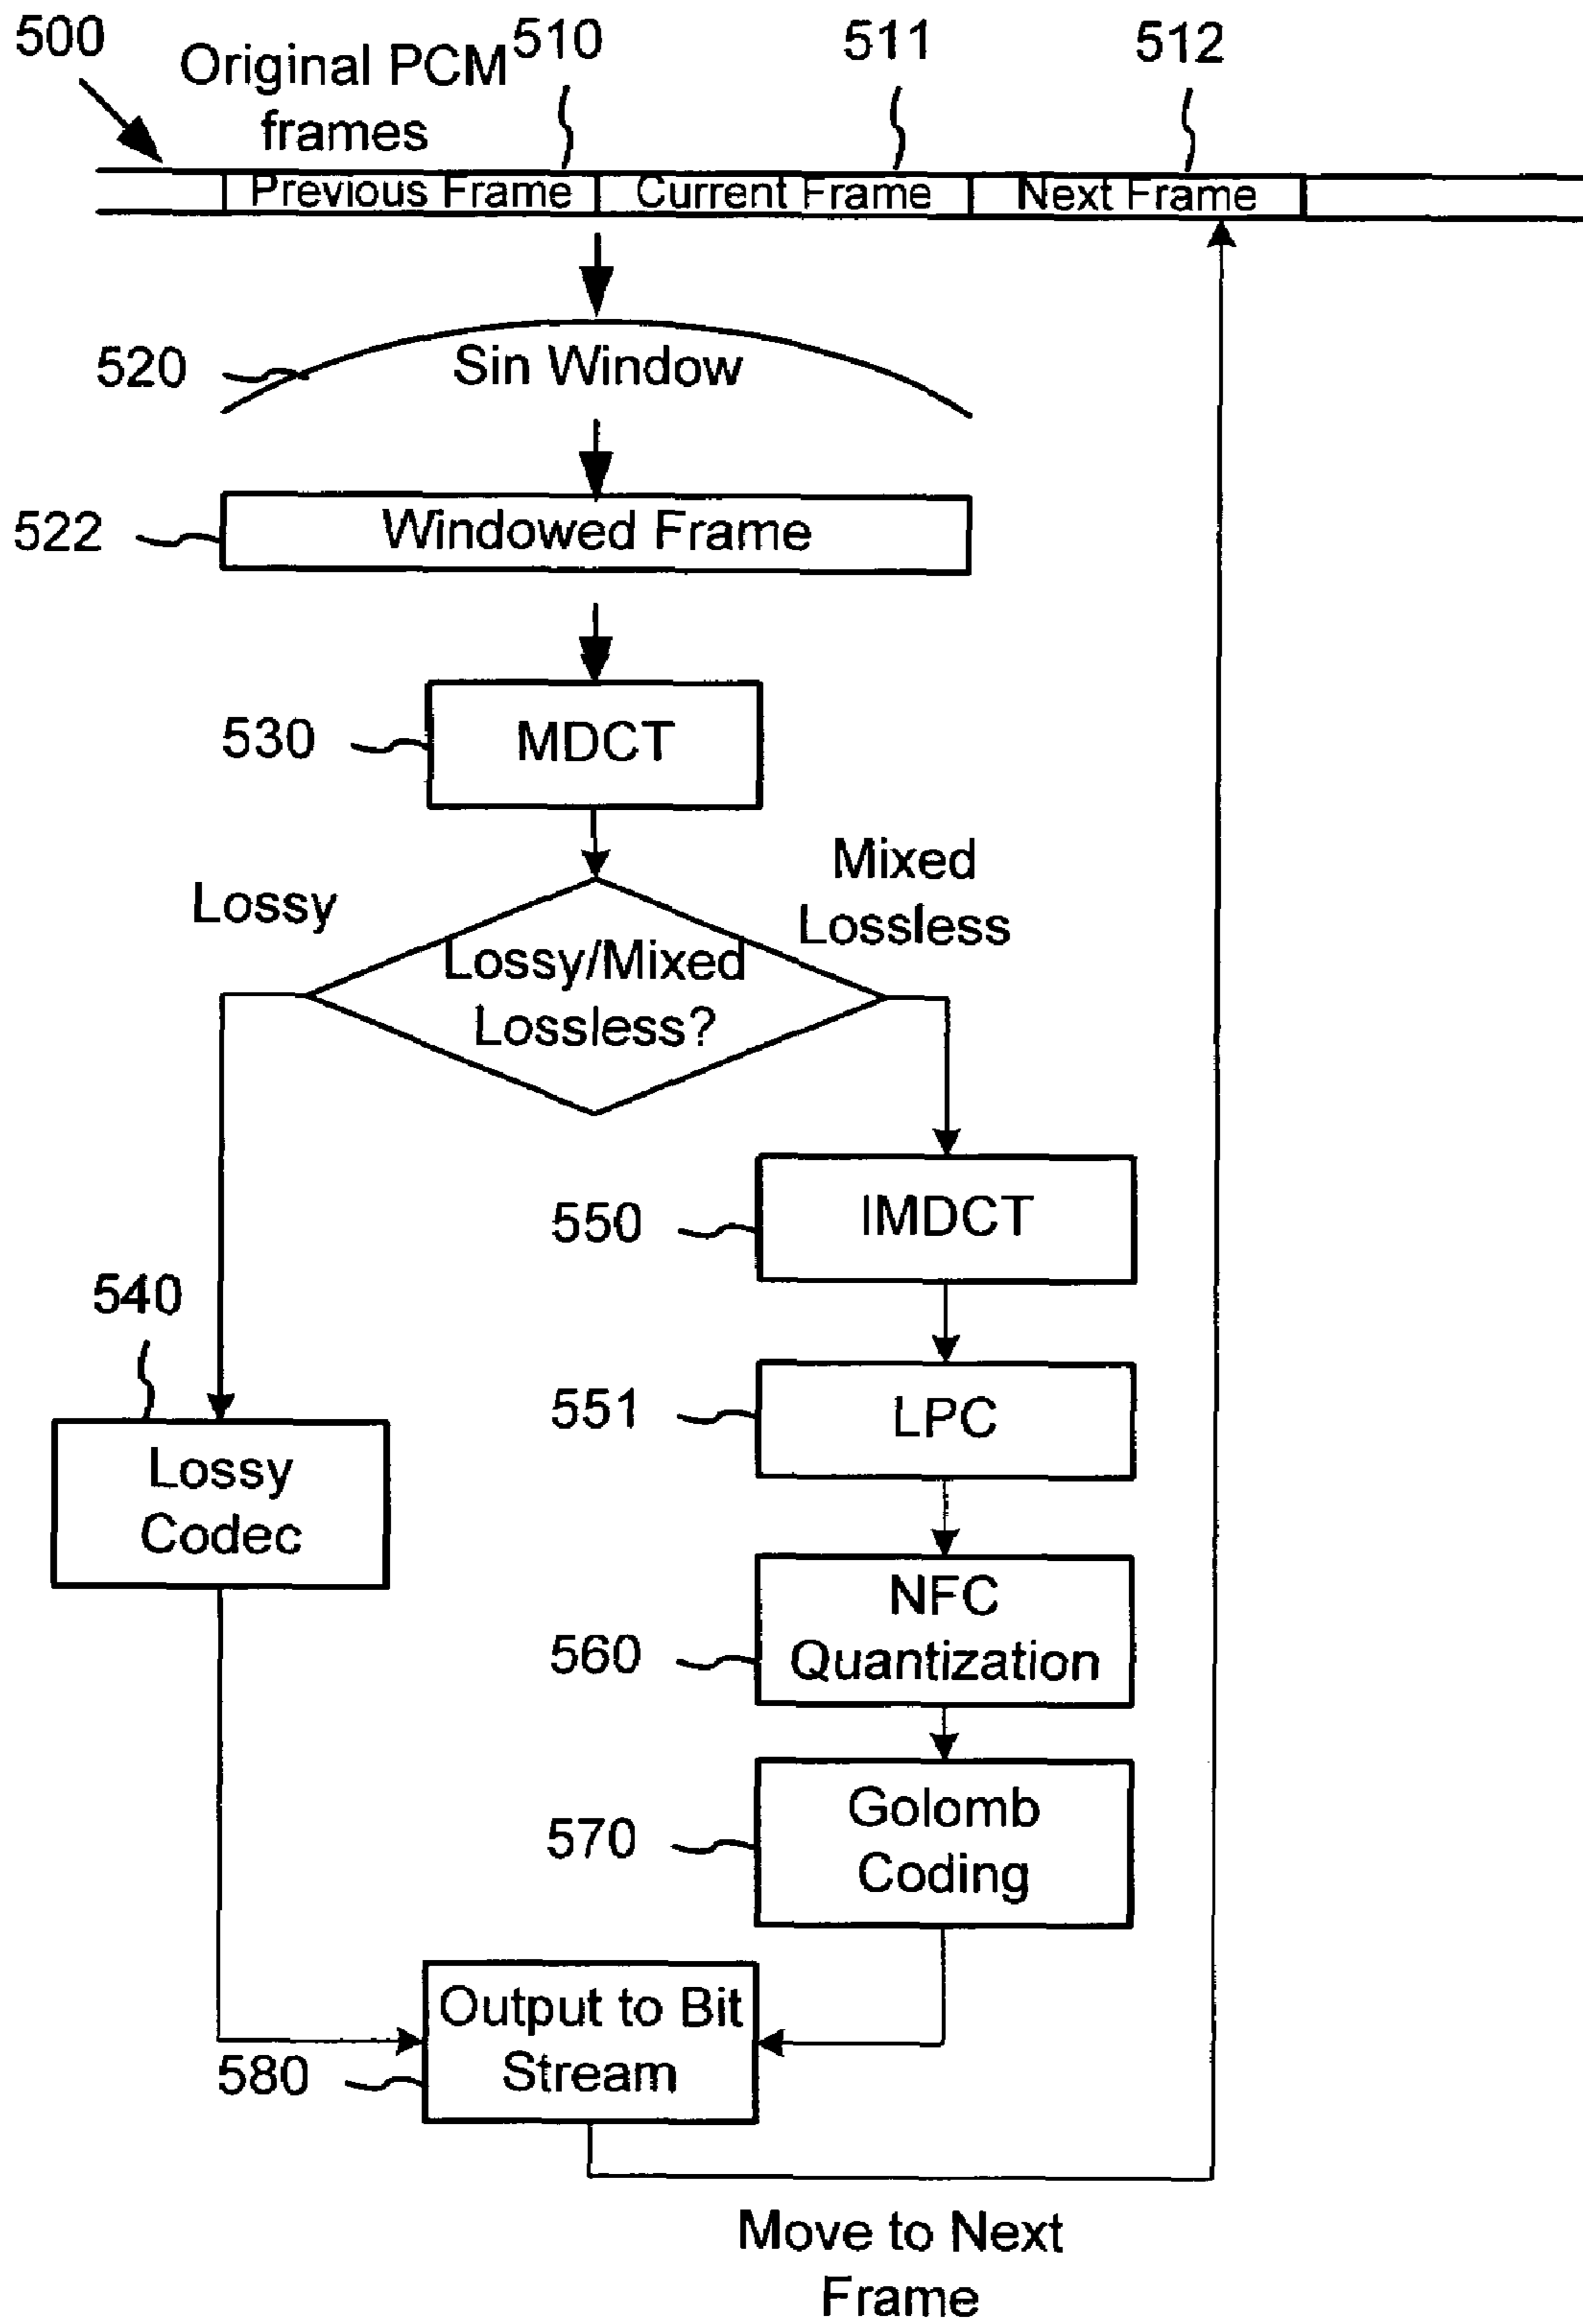 500
Original PCM
frames
510
511
512
Previous Frame
Current Frame
Next Frame
520
Sin Window
522
Windowed Frame
530
MDCT
Lossy
Mixed
Lossless
Lossy/Mixed
Lossless?
550
IMDCT
540
551
LPC
Lossy
Codec
560
NFC
Quantization
570
Golomb
Coding
580
Output to Bit
Stream
Move to Next
Frame